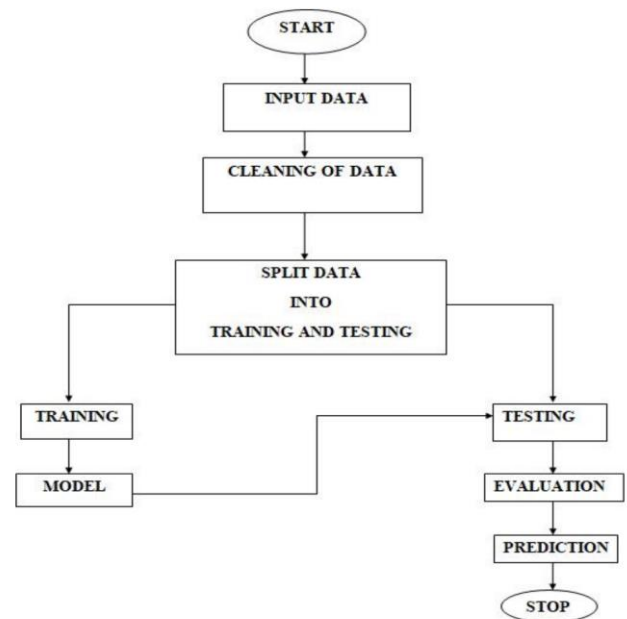 START
INPUT DATA
CLEANING OF DATA
SPLIT DATA
INTO
TRAINING AND TESTING
TRAINING
TESTING
MODEL
EVALUATION
PREDICTION
STOP